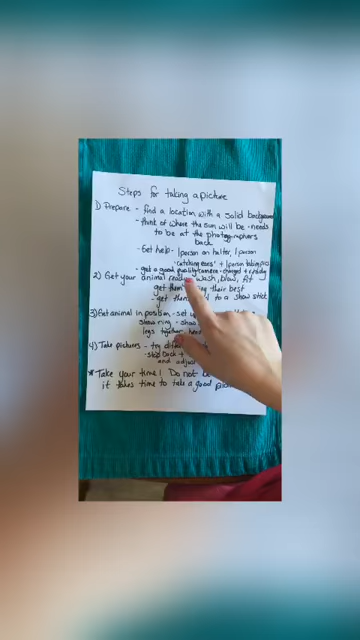 Steps for taking a picture
1) Prepare - find a location with a solid background
- think of where the sun will be - needs
to be at the photographers
back
- Get help - 1 person on halter, 1 person
"catching ears" + 1 person taking pics
- get a good quality camera - charged + ready
2) Get your animal ready - wash, blow, fit
get them looking their best
- get them used to a show stick
3) Get animal in position - set up
show ring - show
legs together, head
4) Take pictures - try
- step back +
and adjust
* Take your time! Do not
it takes time to take a good